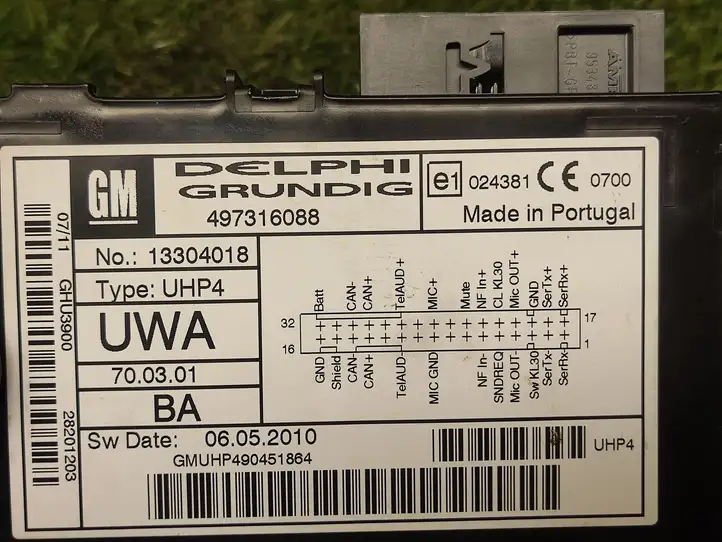 AMP
GM
DELPHI
GRUNDIG
497316088
e1 024381 CE 0700
Made in Portugal
No.: 13304018
Type: UHP4
UWA
70.03.01
BA
Sw Date: 06.05.2010
GMUHP490451864
UHP4
07/11 GHU3900 28201203
Batt CAN- CAN+ TelAUD+ MIC+ Mute NF In+ CL KL30 Mic OUT+ GND SerTx+ SerRx+
32 17
16 1
GND Shield CAN- CAN+ TelAUD- MIC GND NF In- SNDREQ Mic OUT- Sw KL30 SerTx- SerRx-